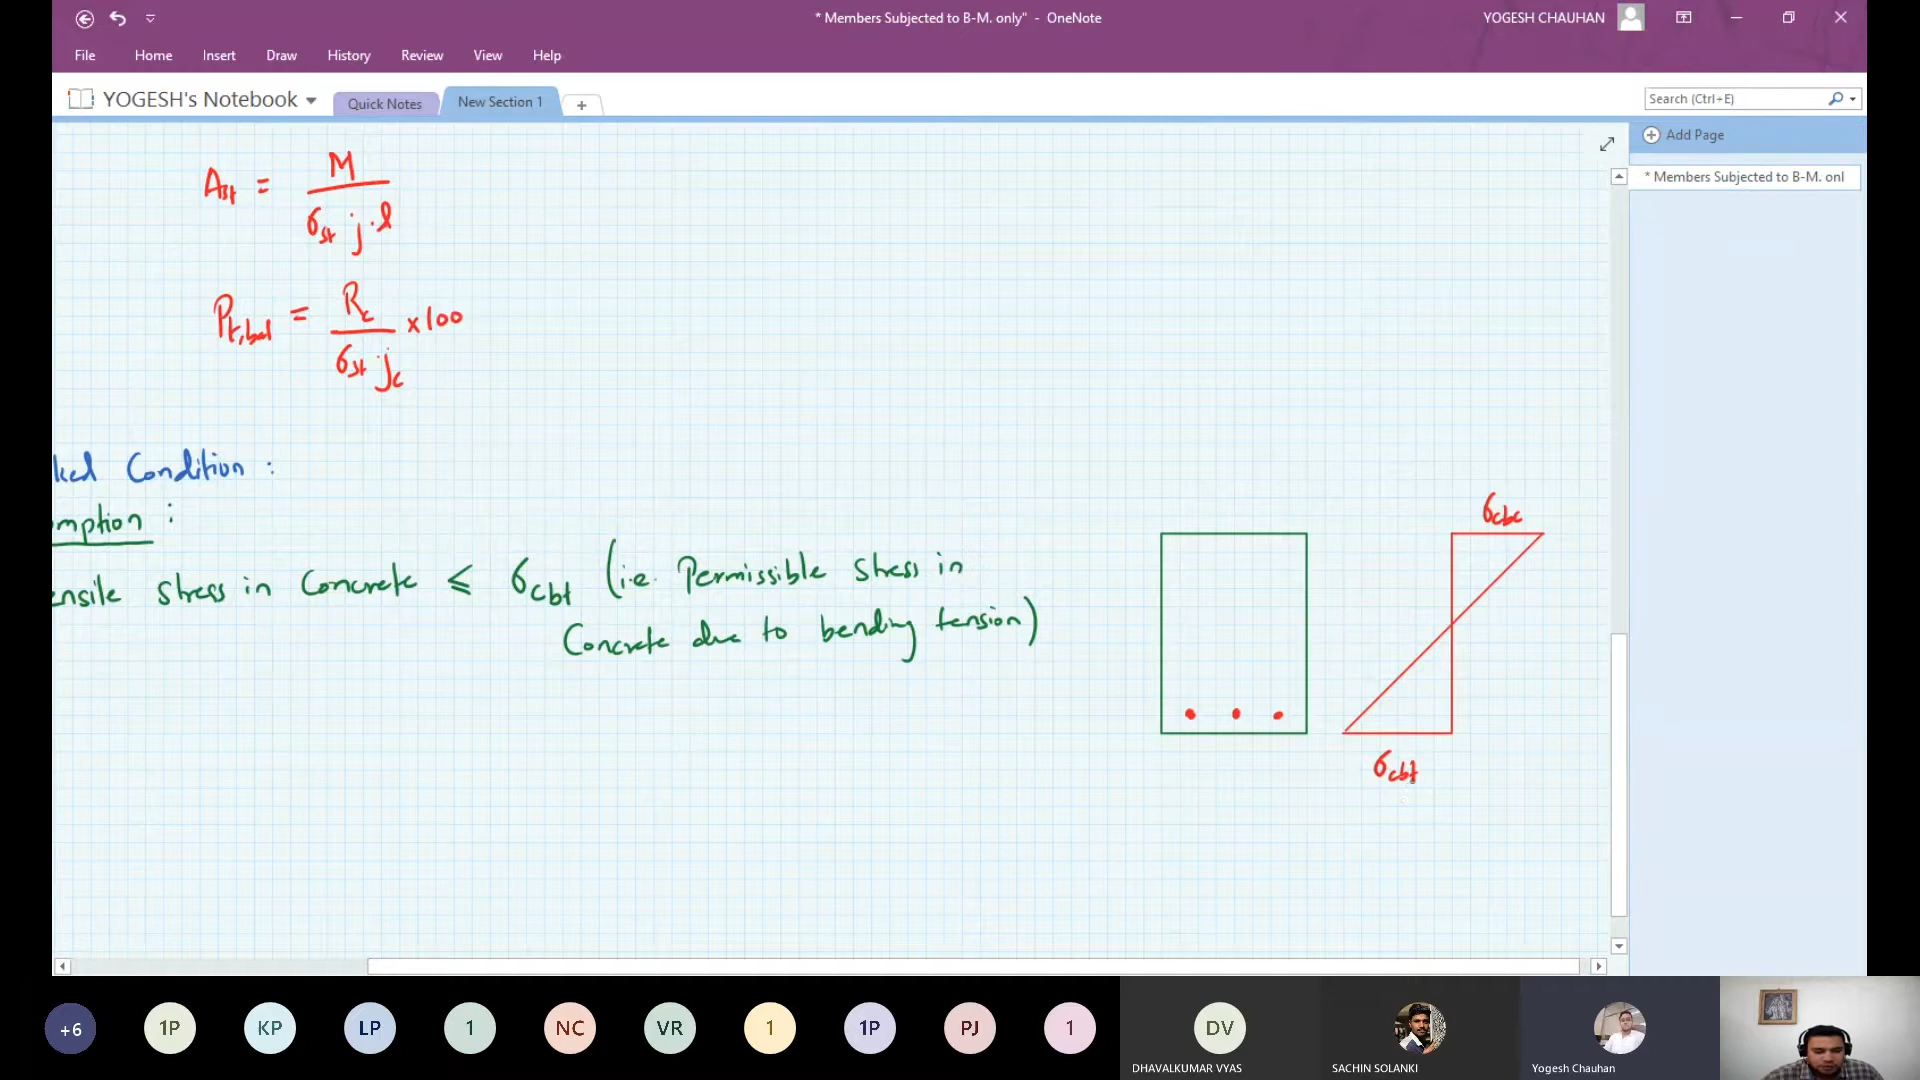 * Members Subjected to B-M. only" - OneNote
YOGESH CHAUHAN
File Home Insert Draw History Review View Help
YOGESH's Notebook
Quick Notes
New Section 1
Search (Ctrl+E)
Add Page
* Members Subjected to B-M. onl
Ast = M / σst j.d
Pt,bal = Rc / σst jc × 100
ked Condition :
mption :
ensile stress in Concrete ≤ σcbt (i.e. Permissible stress in
Concrete due to bending tension)
σcbc
σcbt
+6
1P
KP
LP
1
NC
VR
1
1P
PJ
1
DV
DHAVALKUMAR VYAS
SACHIN SOLANKI
Yogesh Chauhan